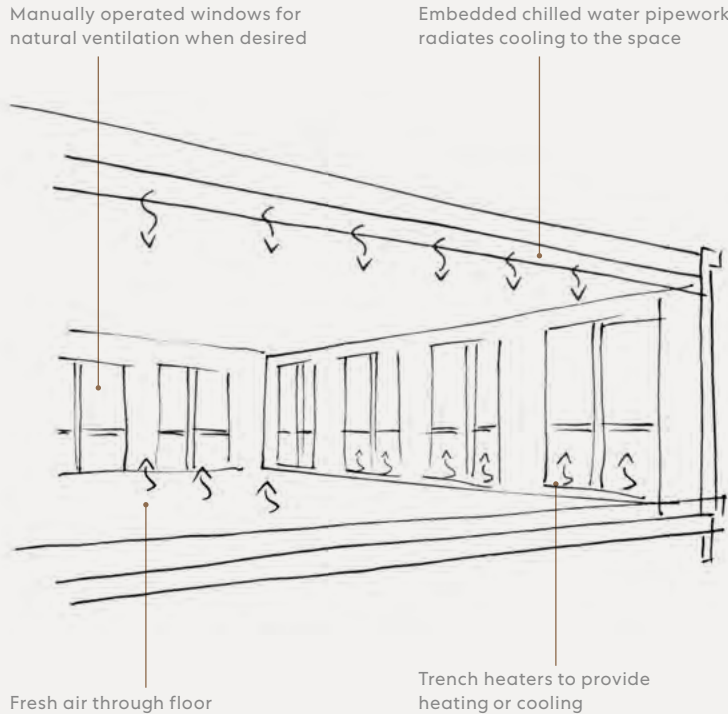 Manually operated windows for
natural ventilation when desired
Embedded chilled water pipework
radiates cooling to the space
Fresh air through floor
Trench heaters to provide
heating or cooling